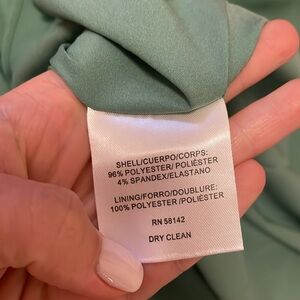 SHELL/CUERPO/CORPS:
96% POLYESTER/POLIÉSTER
4% SPANDEX/ELASTANO
LINING/FORRO/DOUBLURE:
100% POLYESTER/POLIÉSTER
RN 58142
DRY CLEAN